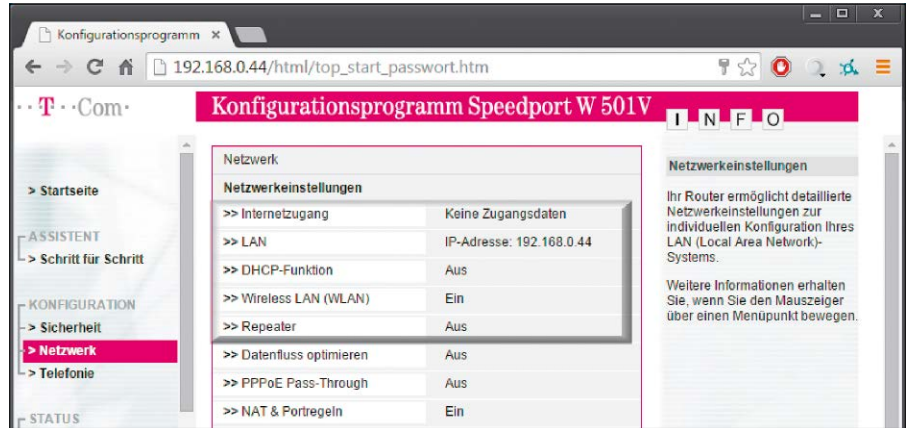 Konfigurationsprogramm
192.168.0.44/html/top_start_passwort.htm
··T··Com·
Konfigurationsprogramm Speedport W 501V
INFO
> Startseite
ASSISTENT
> Schritt für Schritt
KONFIGURATION
> Sicherheit
> Netzwerk
> Telefonie
STATUS
Netzwerk
Netzwerkeinstellungen
>> Internetzugang Keine Zugangsdaten
>> LAN IP-Adresse: 192.168.0.44
>> DHCP-Funktion Aus
>> Wireless LAN (WLAN) Ein
>> Repeater Aus
>> Datenfluss optimieren Aus
>> PPPoE Pass-Through Aus
>> NAT & Portregeln Ein
Netzwerkeinstellungen
Ihr Router ermöglicht detaillierte
Netzwerkeinstellungen zur
individuellen Konfiguration Ihres
LAN (Local Area Network)-
Systems.
Weitere Informationen erhalten
Sie, wenn Sie den Mauszeiger
über einen Menüpunkt bewegen.